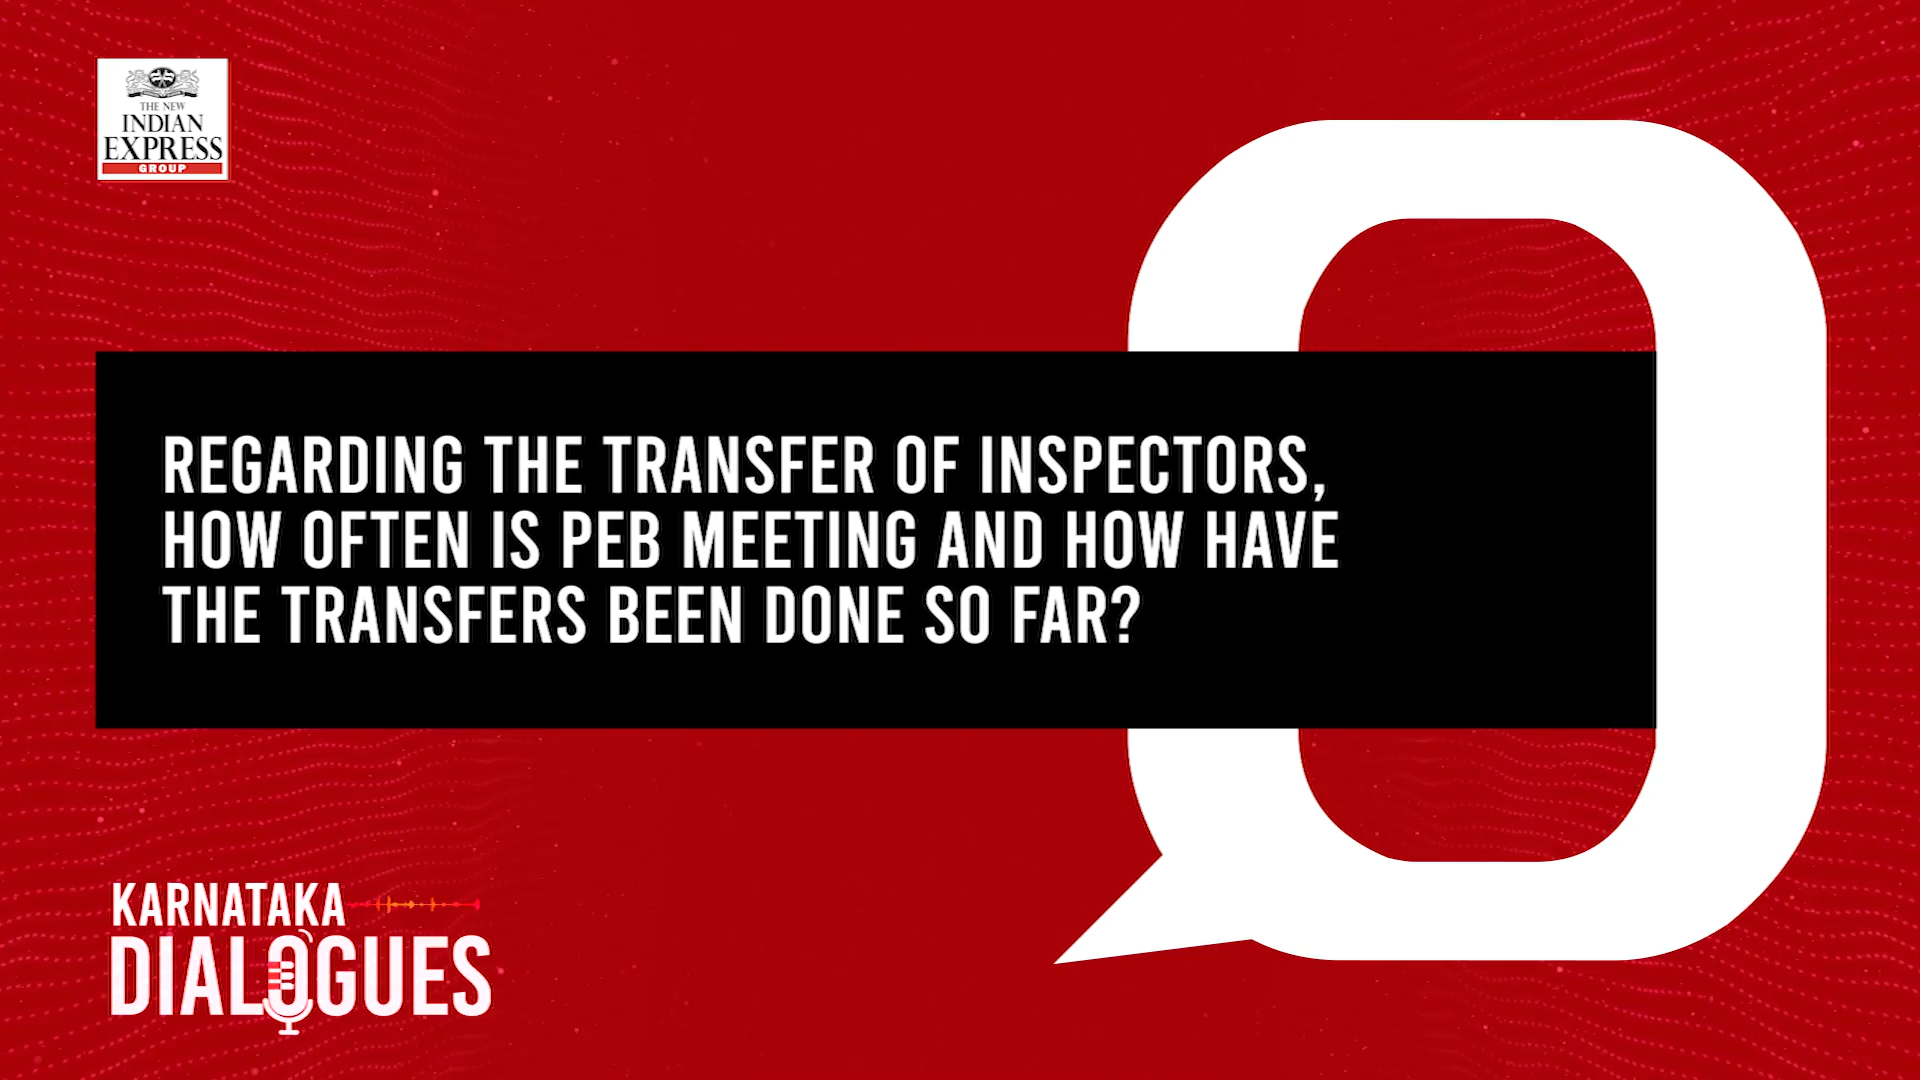 THE NEW
INDIAN
EXPRESS
GROUP
REGARDING THE TRANSFER OF INSPECTORS,
HOW OFTEN IS PEB MEETING AND HOW HAVE
THE TRANSFERS BEEN DONE SO FAR?
KARNATAKA
DIALOGUES